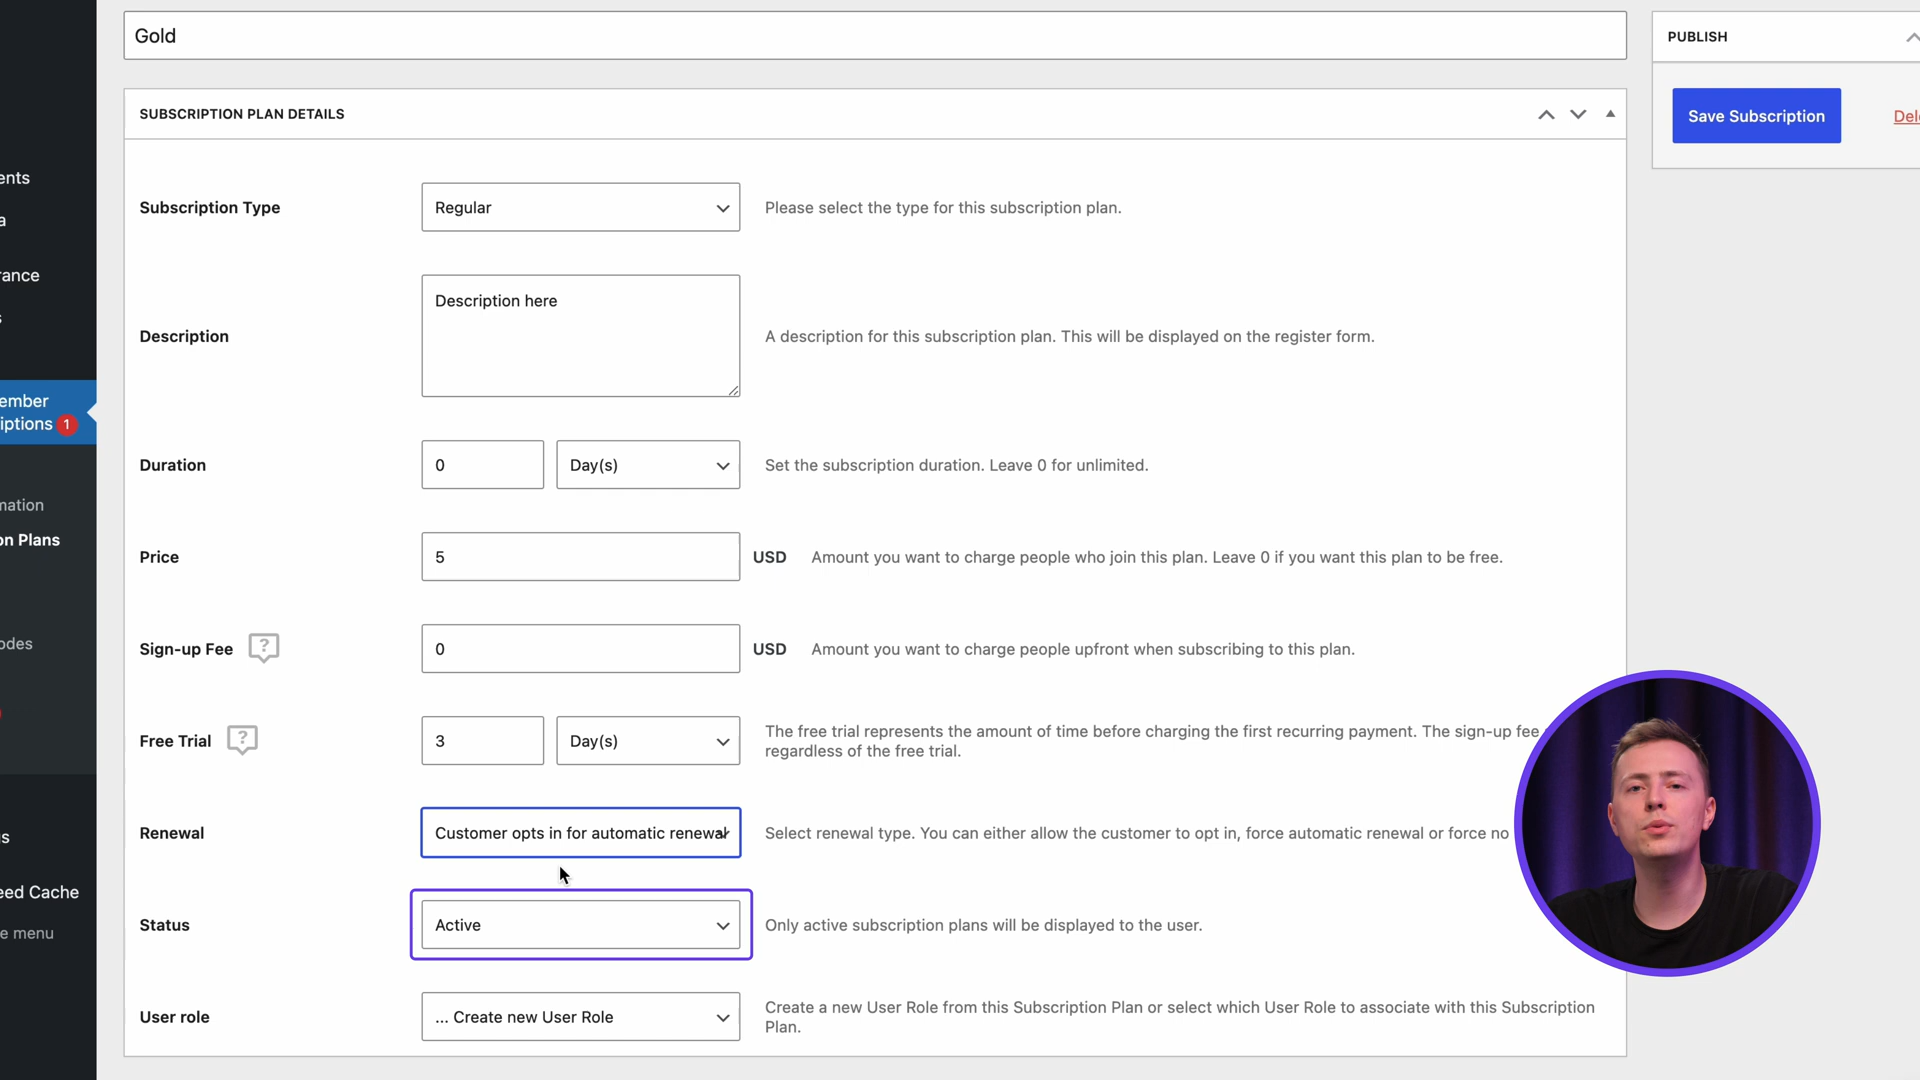 Gold
PUBLISH
Save Subscription
Del
SUBSCRIPTION PLAN DETAILS
Subscription Type
Regular
Please select the type for this subscription plan.
Description
Description here
A description for this subscription plan. This will be displayed on the register form.
Duration
0
Day(s)
Set the subscription duration. Leave 0 for unlimited.
Price
5
USD
Amount you want to charge people who join this plan. Leave 0 if you want this plan to be free.
Sign-up Fee
?
0
USD
Amount you want to charge people upfront when subscribing to this plan.
Free Trial
?
3
Day(s)
The free trial represents the amount of time before charging the first recurring payment. The sign-up fee
regardless of the free trial.
Renewal
Customer opts in for automatic renewal
Select renewal type. You can either allow the customer to opt in, force automatic renewal or force no
Status
Active
Only active subscription plans will be displayed to the user.
User role
... Create new User Role
Create a new User Role from this Subscription Plan or select which User Role to associate with this Subscription
Plan.
ents
a
rance
s
ember
iptions 1
mation
on Plans
odes
gs
eed Cache
e menu